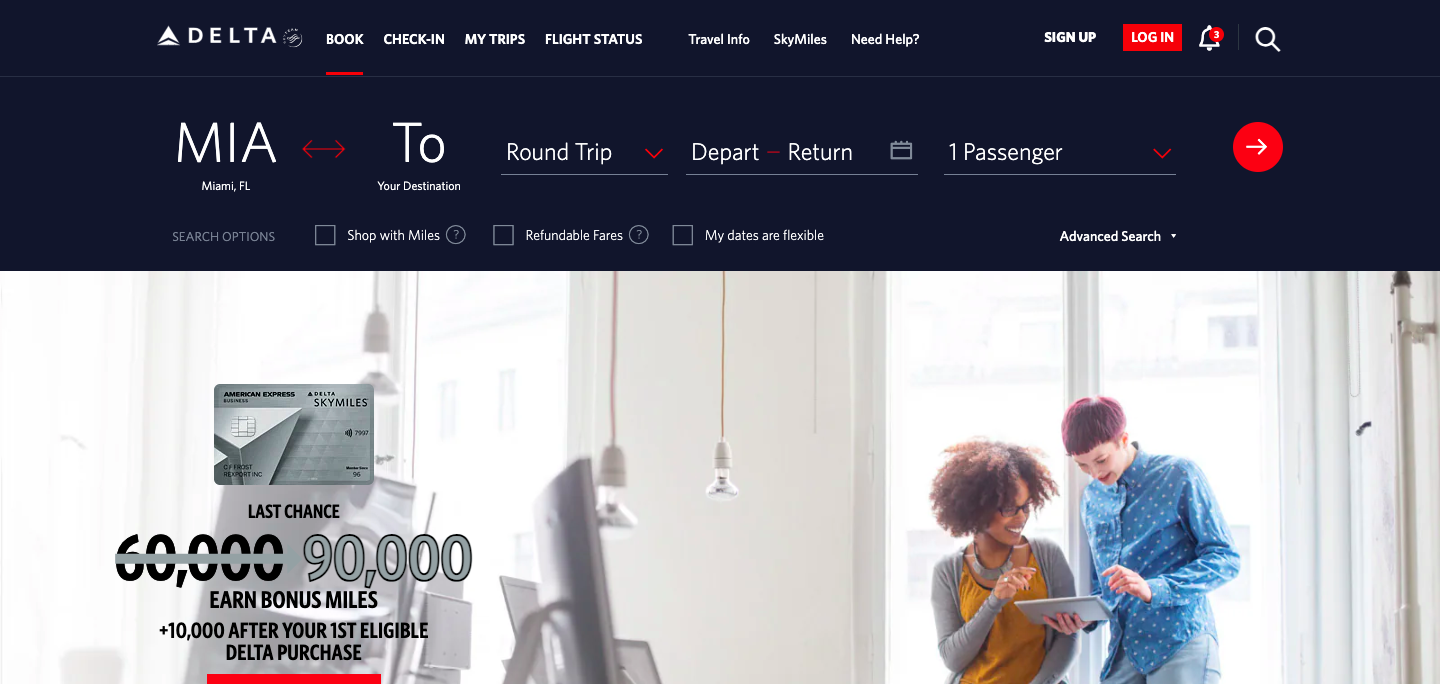 DELTA
BOOK CHECK-IN MY TRIPS FLIGHT STATUS Travel Info SkyMiles Need Help? SIGN UP LOG IN 3
MIA To Round Trip Depart – Return 1 Passenger
Miami, FL Your Destination
SEARCH OPTIONS Shop with Miles ? Refundable Fares ? My dates are flexible Advanced Search
AMERICAN EXPRESS DELTA
BUSINESS SKYMILES
7997
C F FROST Member Since
REXPORT INC 96
LAST CHANCE
60,000 90,000
EARN BONUS MILES
+10,000 AFTER YOUR 1ST ELIGIBLE
DELTA PURCHASE